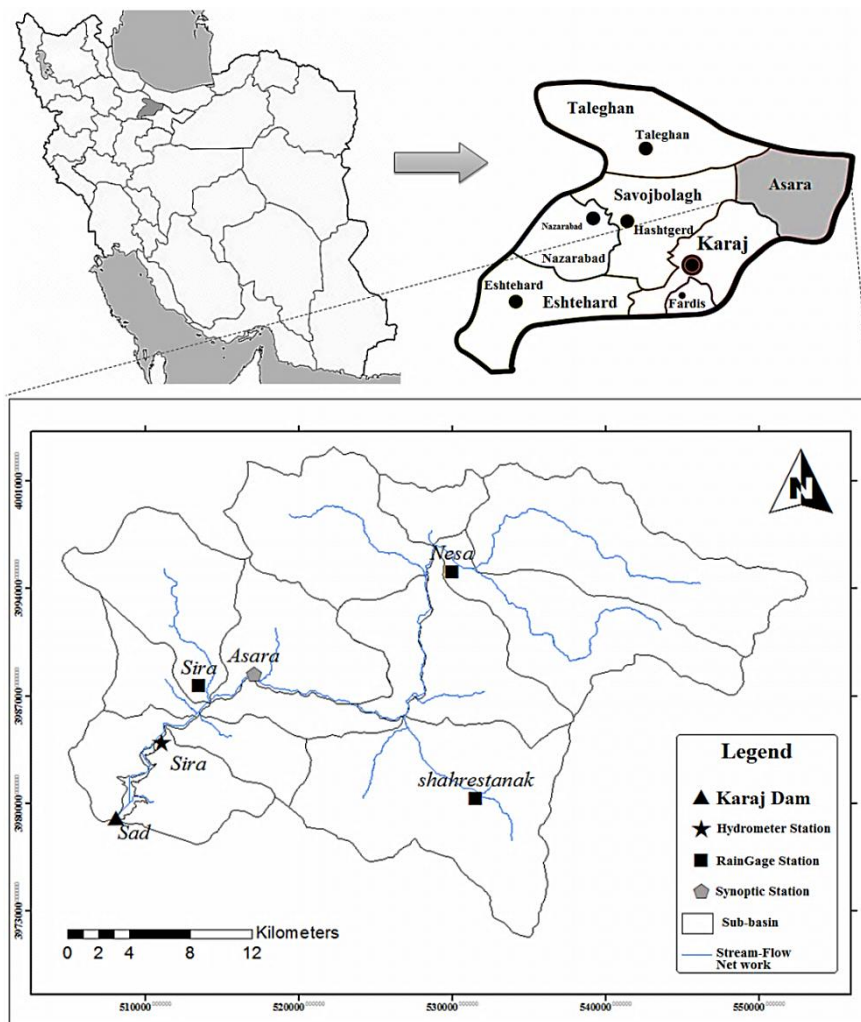 Taleghan
Taleghan
Savojbolagh
Asara
Nazarabad
Hashtgerd
Karaj
Nazarabad
Eshtehard
Eshtehard
Fardis
4001000
3994000
3987000
3980000
3973000
N
Nesa
Sira
Asara
Sira
shahrestanak
Sad
Legend
Karaj Dam
Hydrometer Station
RainGage Station
Synoptic Station
Sub-basin
Stream-Flow
Net work
Kilometers
0 2 4 8 12
510000
520000
530000
540000
550000